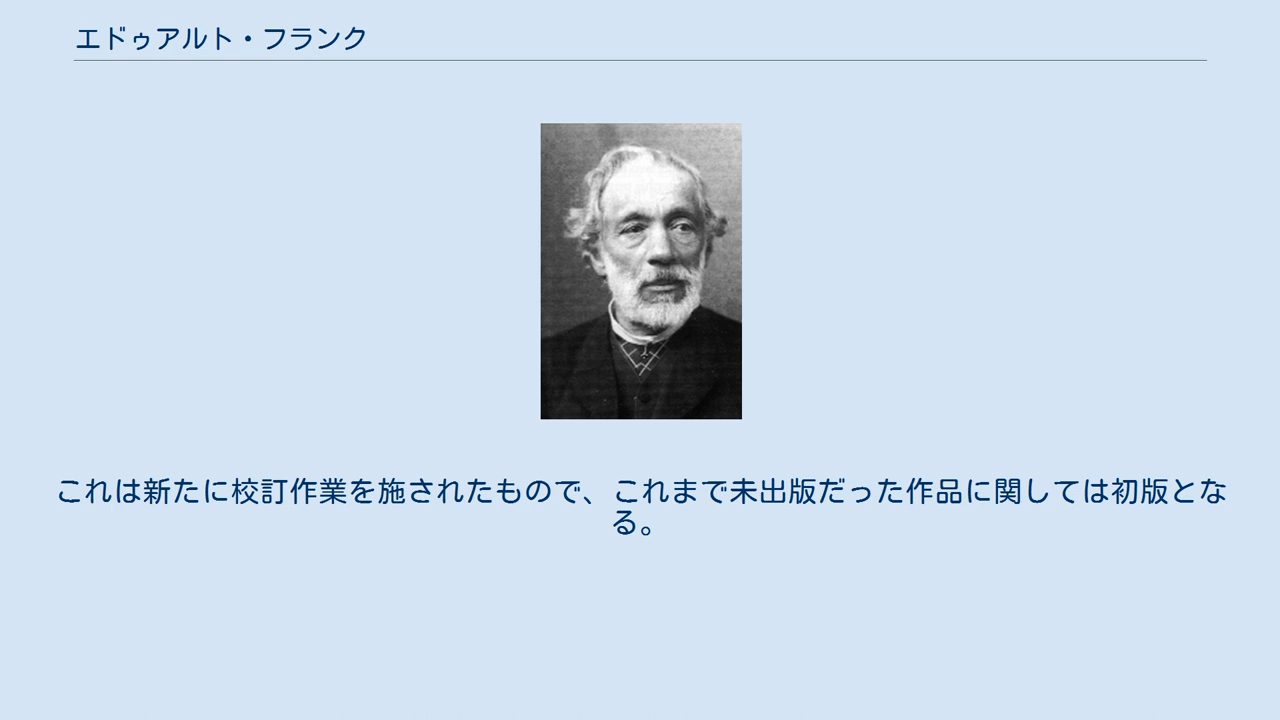 エドゥアルト・フランク
これは新たに校訂作業を施されたもので、これまで未出版だった作品に関しては初版とな
る。